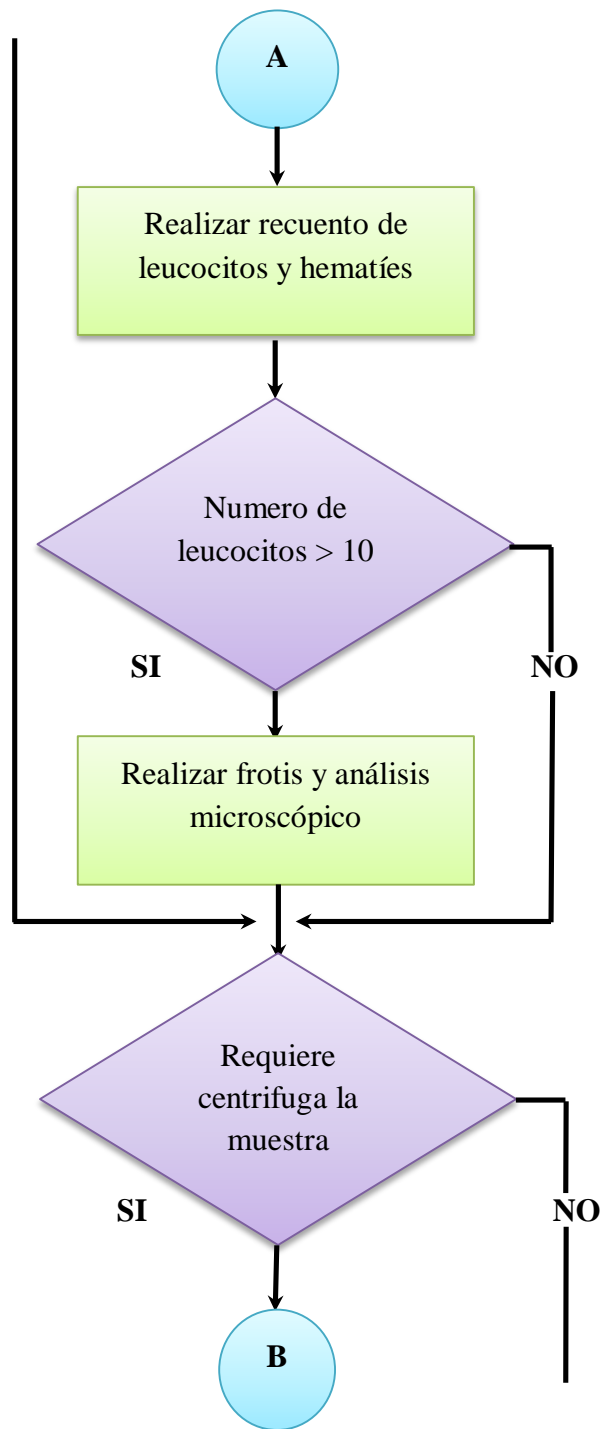 A
Realizar recuento de
leucocitos y hematíes
Numero de
leucocitos > 10
SI
NO
Realizar frotis y análisis
microscópico
Requiere
centrifuga la
muestra
SI
NO
B